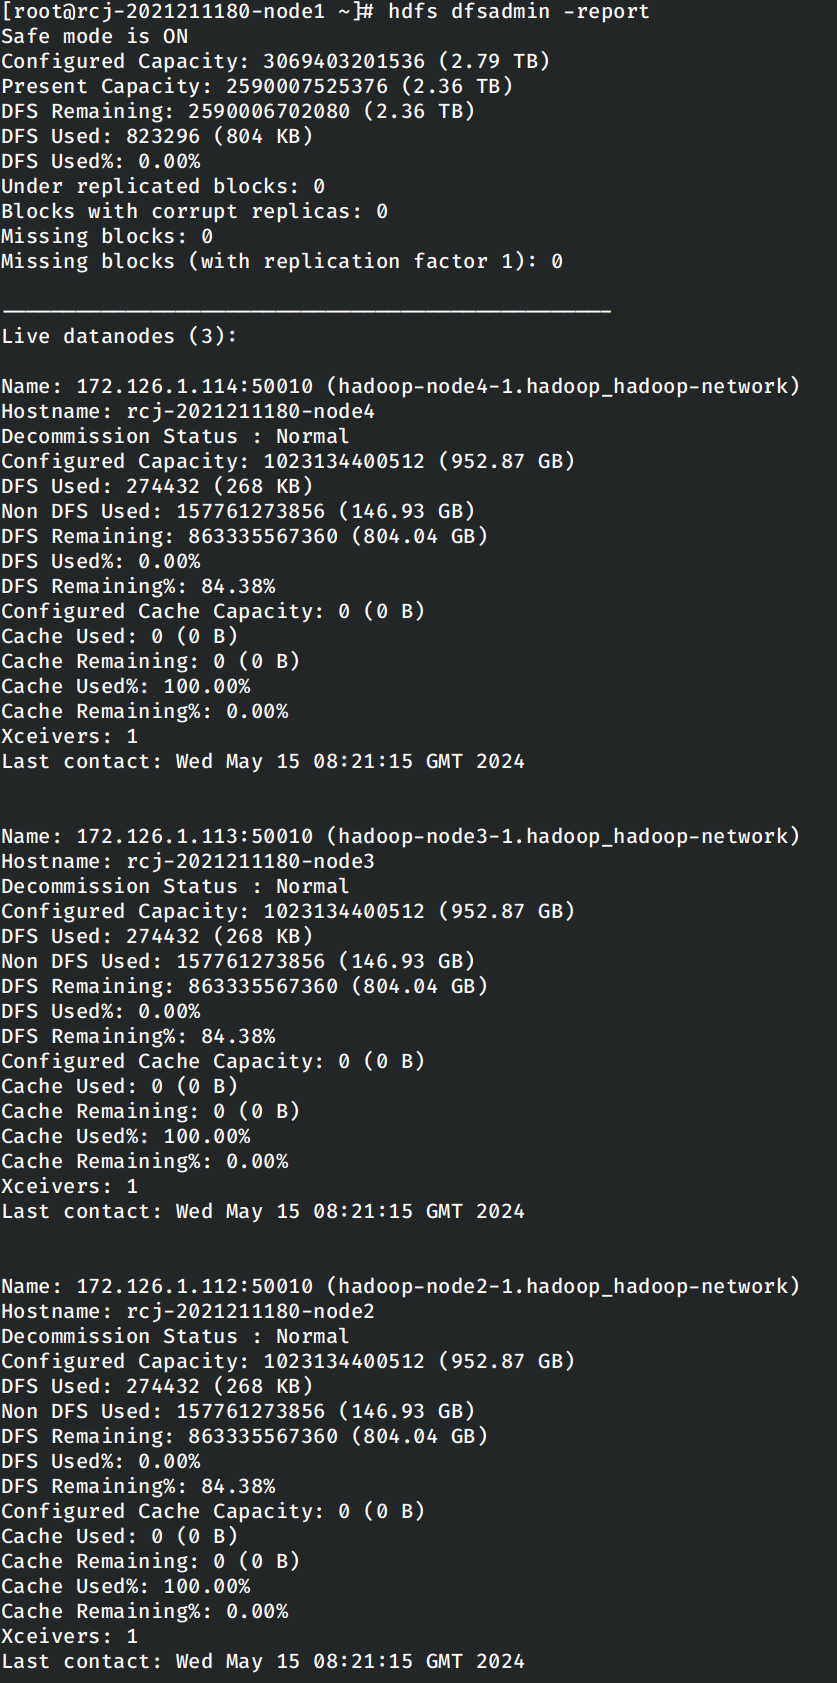 [root@rcj-2021211180-node1 ~]# hdfs dfsadmin -report
Safe mode is ON
Configured Capacity: 3069403201536 (2.79 TB)
Present Capacity: 2590007525376 (2.36 TB)
DFS Remaining: 2590006702080 (2.36 TB)
DFS Used: 823296 (804 KB)
DFS Used%: 0.00%
Under replicated blocks: 0
Blocks with corrupt replicas: 0
Missing blocks: 0
Missing blocks (with replication factor 1): 0
-------------------------------------------------
Live datanodes (3):
Name: 172.126.1.114:50010 (hadoop-node4-1.hadoop_hadoop-network)
Hostname: rcj-2021211180-node4
Decommission Status : Normal
Configured Capacity: 1023134400512 (952.87 GB)
DFS Used: 274432 (268 KB)
Non DFS Used: 157761273856 (146.93 GB)
DFS Remaining: 863335567360 (804.04 GB)
DFS Used%: 0.00%
DFS Remaining%: 84.38%
Configured Cache Capacity: 0 (0 B)
Cache Used: 0 (0 B)
Cache Remaining: 0 (0 B)
Cache Used%: 100.00%
Cache Remaining%: 0.00%
Xceivers: 1
Last contact: Wed May 15 08:21:15 GMT 2024
Name: 172.126.1.113:50010 (hadoop-node3-1.hadoop_hadoop-network)
Hostname: rcj-2021211180-node3
Decommission Status : Normal
Configured Capacity: 1023134400512 (952.87 GB)
DFS Used: 274432 (268 KB)
Non DFS Used: 157761273856 (146.93 GB)
DFS Remaining: 863335567360 (804.04 GB)
DFS Used%: 0.00%
DFS Remaining%: 84.38%
Configured Cache Capacity: 0 (0 B)
Cache Used: 0 (0 B)
Cache Remaining: 0 (0 B)
Cache Used%: 100.00%
Cache Remaining%: 0.00%
Xceivers: 1
Last contact: Wed May 15 08:21:15 GMT 2024
Name: 172.126.1.112:50010 (hadoop-node2-1.hadoop_hadoop-network)
Hostname: rcj-2021211180-node2
Decommission Status : Normal
Configured Capacity: 1023134400512 (952.87 GB)
DFS Used: 274432 (268 KB)
Non DFS Used: 157761273856 (146.93 GB)
DFS Remaining: 863335567360 (804.04 GB)
DFS Used%: 0.00%
DFS Remaining%: 84.38%
Configured Cache Capacity: 0 (0 B)
Cache Used: 0 (0 B)
Cache Remaining: 0 (0 B)
Cache Used%: 100.00%
Cache Remaining%: 0.00%
Xceivers: 1
Last contact: Wed May 15 08:21:15 GMT 2024